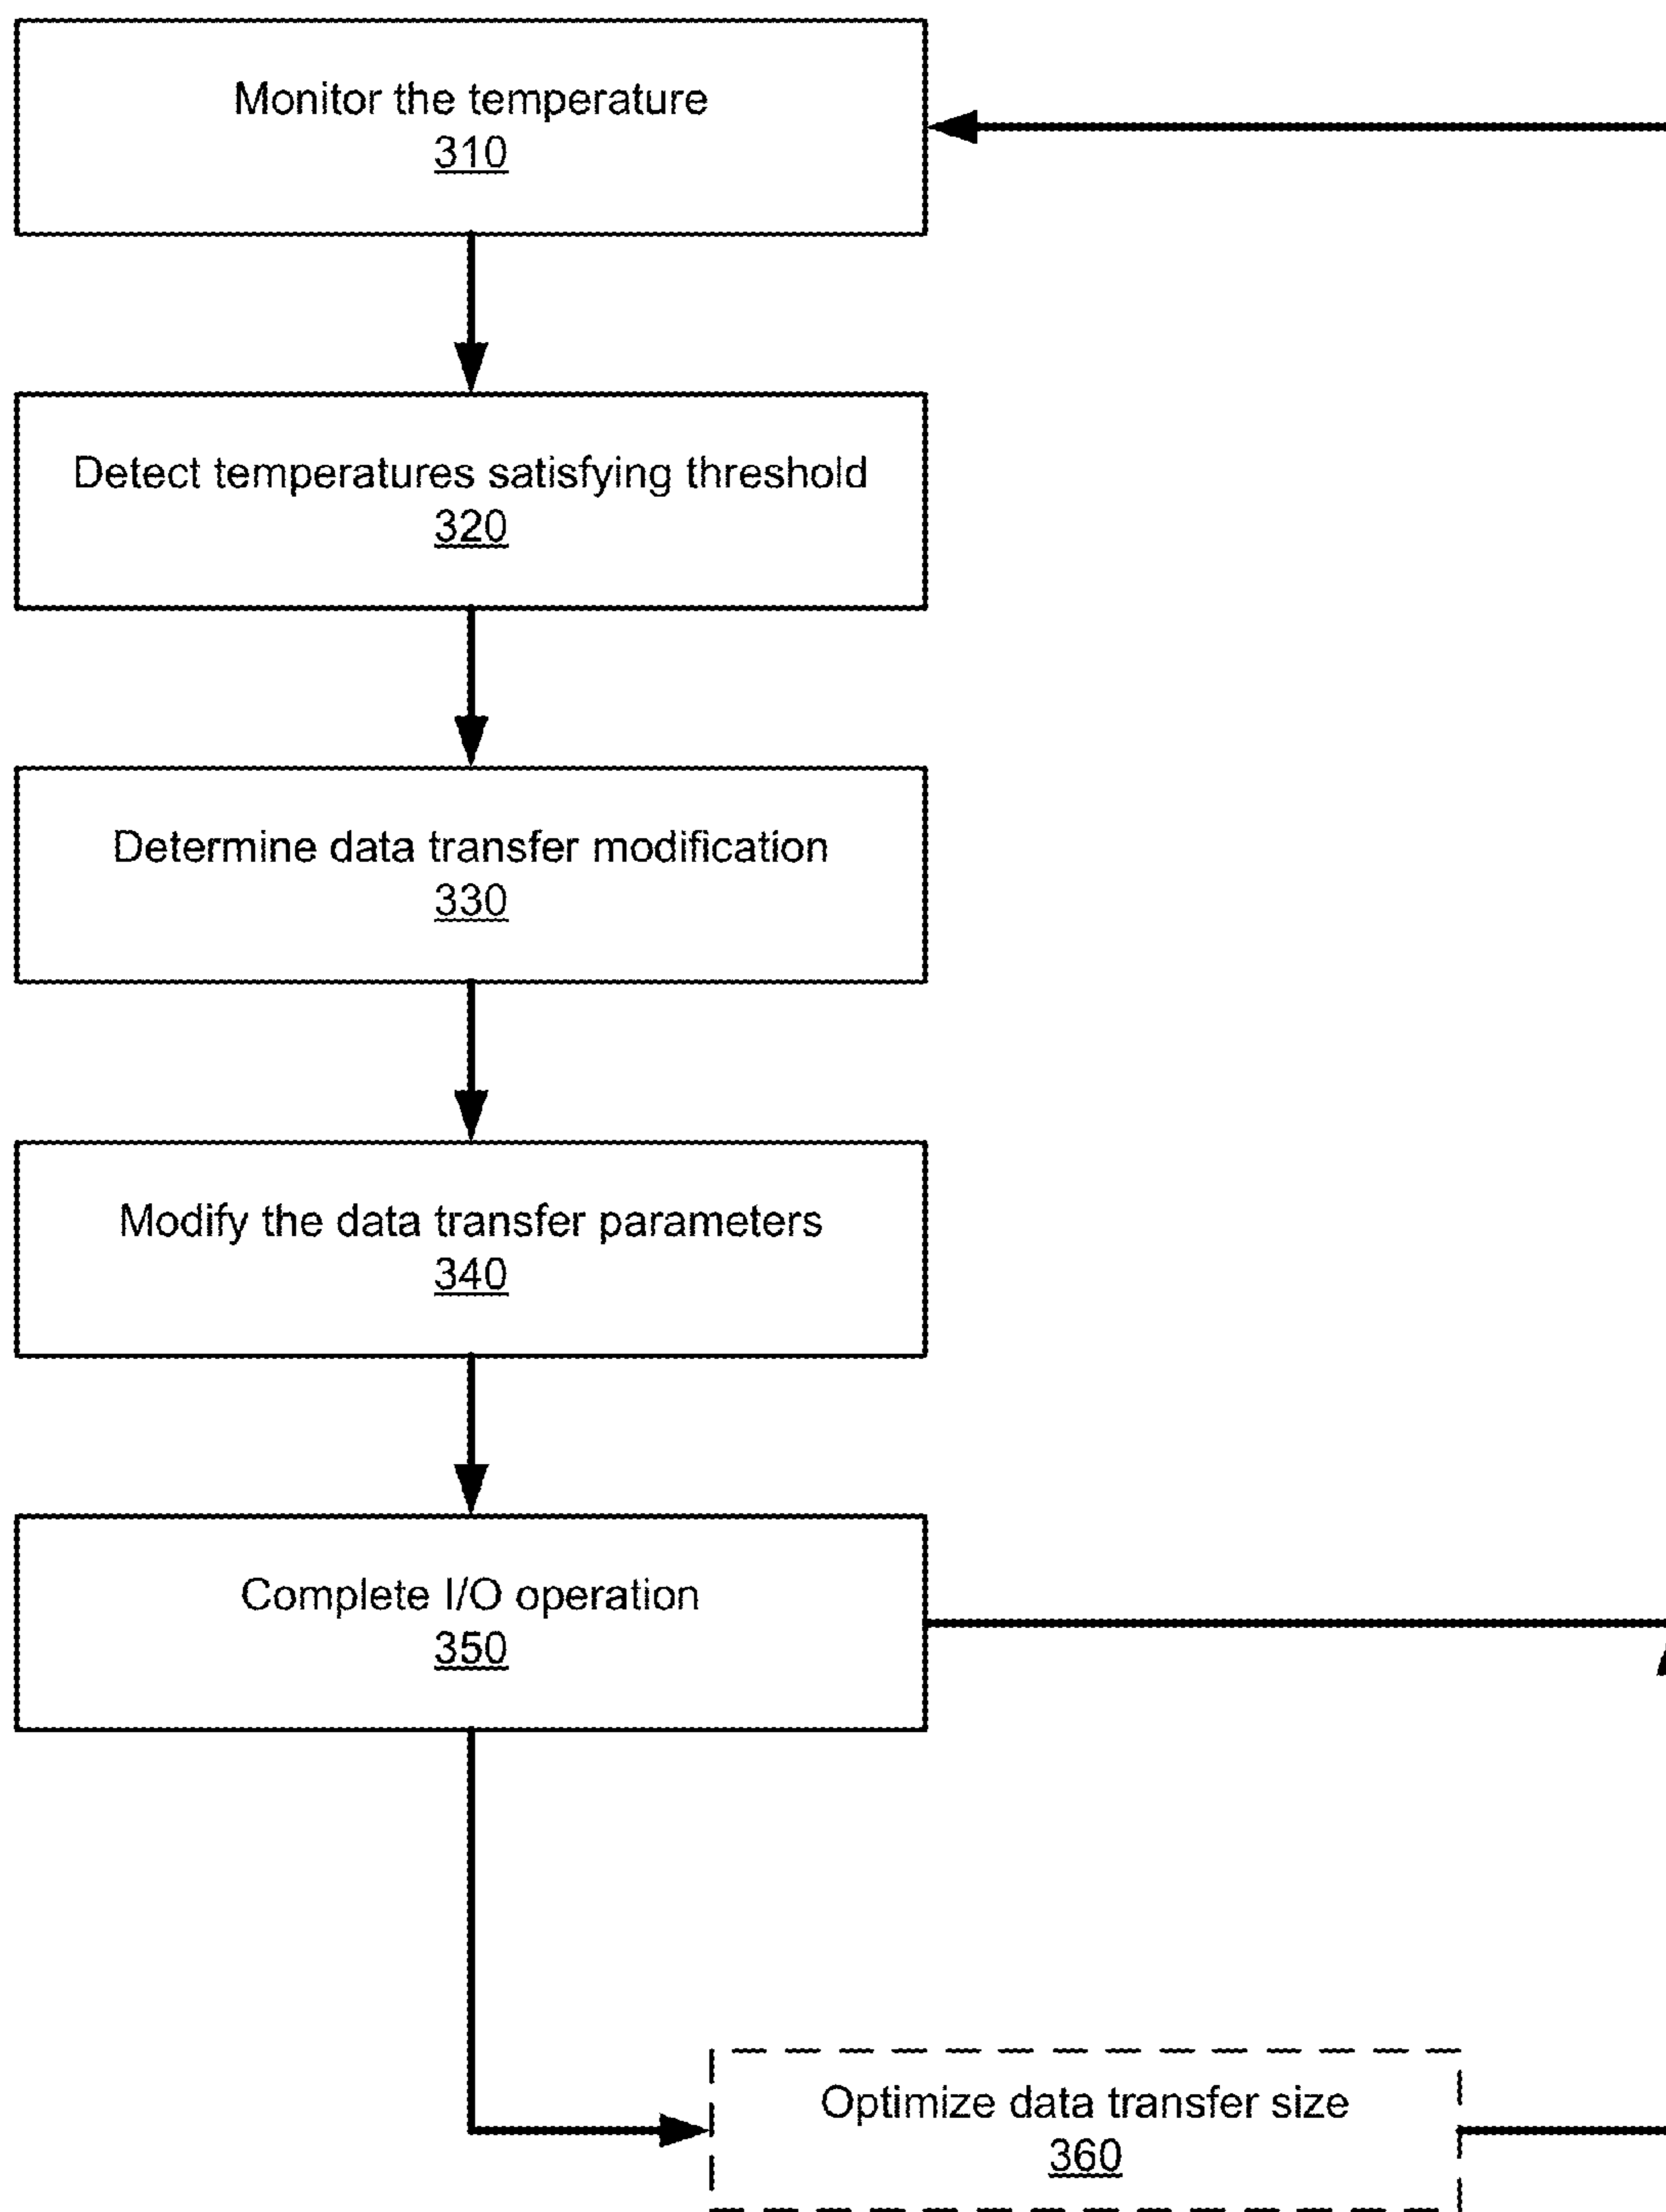 Monitor the temperature
310
Detect temperatures satisfying threshold
320
Determine data transfer modification
330
Modify the data transfer parameters
340
Complete I/O operation
350
Optimize data transfer size
360